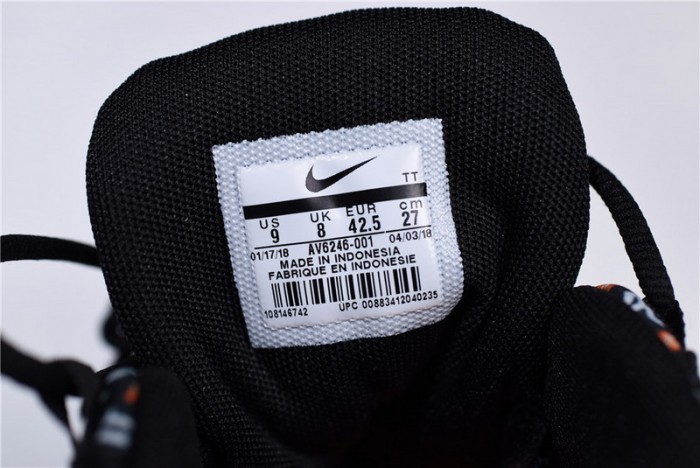 TT
US UK EUR cm
9 8 42.5 27
01/17/18 AV6246-001 04/03/18
MADE IN INDONESIA
FABRIQUE EN INDONESIE
108146742 UPC 00883412040235